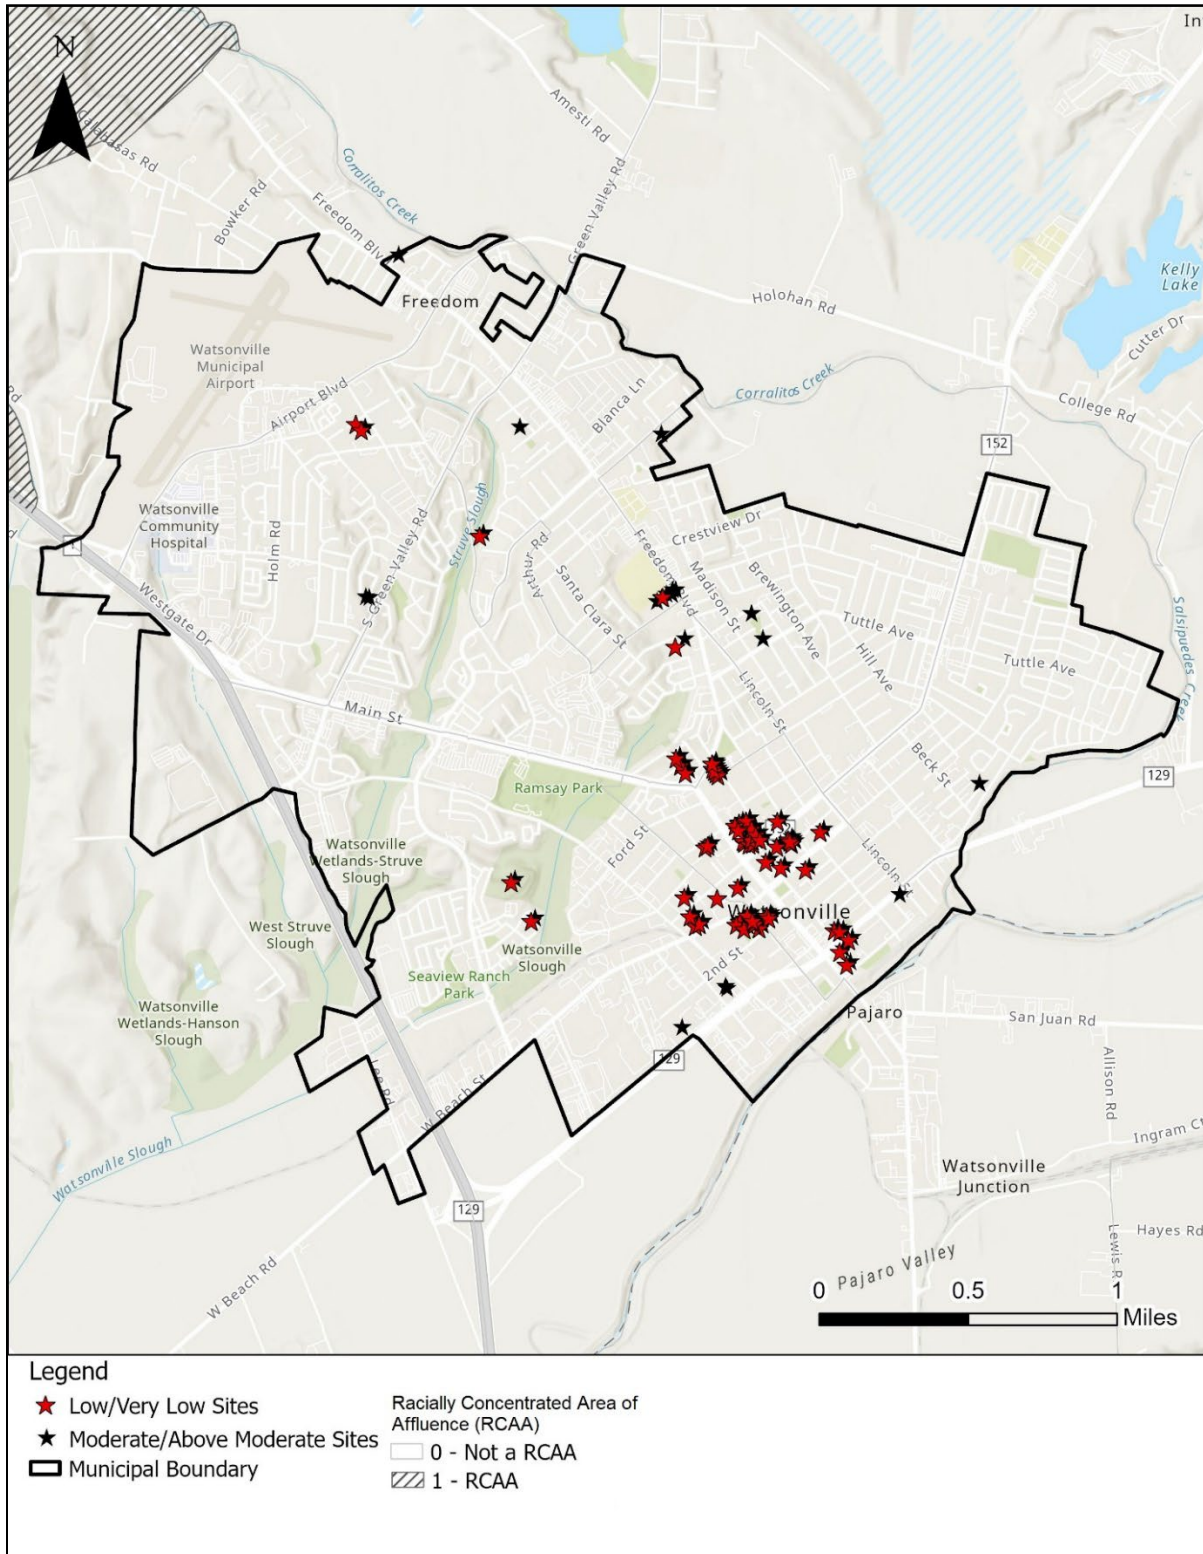 In
N
Calabasas Rd
Amesti Rd
Green Valley Rd
Corralitos Creek
Bowker Rd
Freedom Blvd
Kelly
Lake
Freedom
Holohan Rd
Cutter Dr
Watsonville
Municipal
Airport
Airport Blvd
Blanca Ln
Corralitos Creek
College Rd
152
Struve Slough
Watsonville
Community
Hospital
Holm Rd
S Green Valley Rd
Crestview Dr
Freedom Blvd
Arthur Rd
Santa Clara St
Madison St
Brewington Ave
Tuttle Ave
Hill Ave
Tuttle Ave
Salsipuedes Creek
1
Westgate Dr
Main St
Lincoln St
Beck St
129
Ramsay Park
Ford St
Watsonville
Wetlands-Struve
Slough
Lincoln St
Watsonville
West Struve
Slough
Watsonville
Slough
2nd St
Seaview Ranch
Park
Watsonville
Wetlands-Hanson
Slough
Pajaro
San Juan Rd
129
Lee Rd
W Beach St
Allison Rd
Ingram Ct
Watsonville Slough
Watsonville
Junction
129
Hayes Rd
Lewis R
W Beach Rd
Pajaro Valley
0 0.5 1
Miles
Legend
Low/Very Low Sites
Moderate/Above Moderate Sites
Municipal Boundary
Racially Concentrated Area of
Affluence (RCAA)
0 - Not a RCAA
1 - RCAA